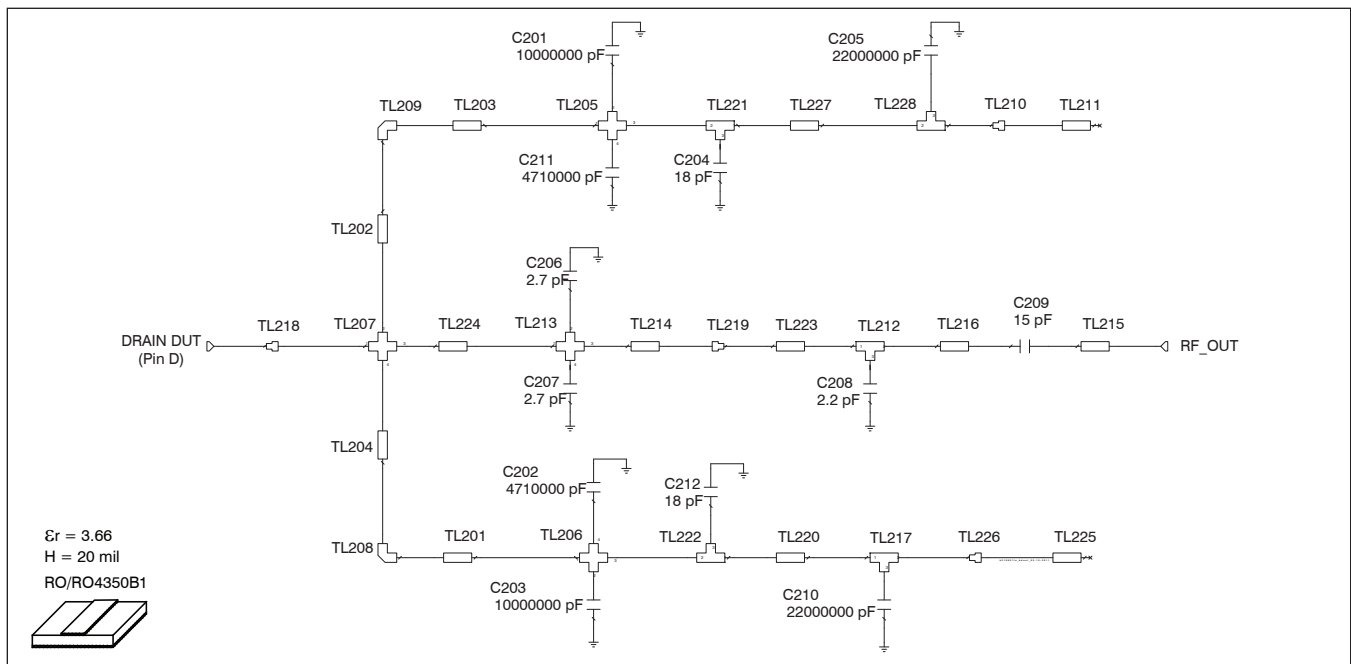 C201
10000000 pF
C205
22000000 pF
TL209
TL203
TL205
TL221
TL227
TL228
TL210
TL211
C211
4710000 pF
C204
18 pF
TL202
C206
2.7 pF
DRAIN DUT
(Pin D)
TL218
TL207
TL224
TL213
TL214
TL219
TL223
TL212
TL216
C209
15 pF
TL215
RF_OUT
C207
2.7 pF
C208
2.2 pF
TL204
C202
4710000 pF
C212
18 pF
TL208
TL201
TL206
TL222
TL220
TL217
TL226
TL225
C203
10000000 pF
C210
22000000 pF
Ɛr = 3.66
H = 20 mil
RO/RO4350B1